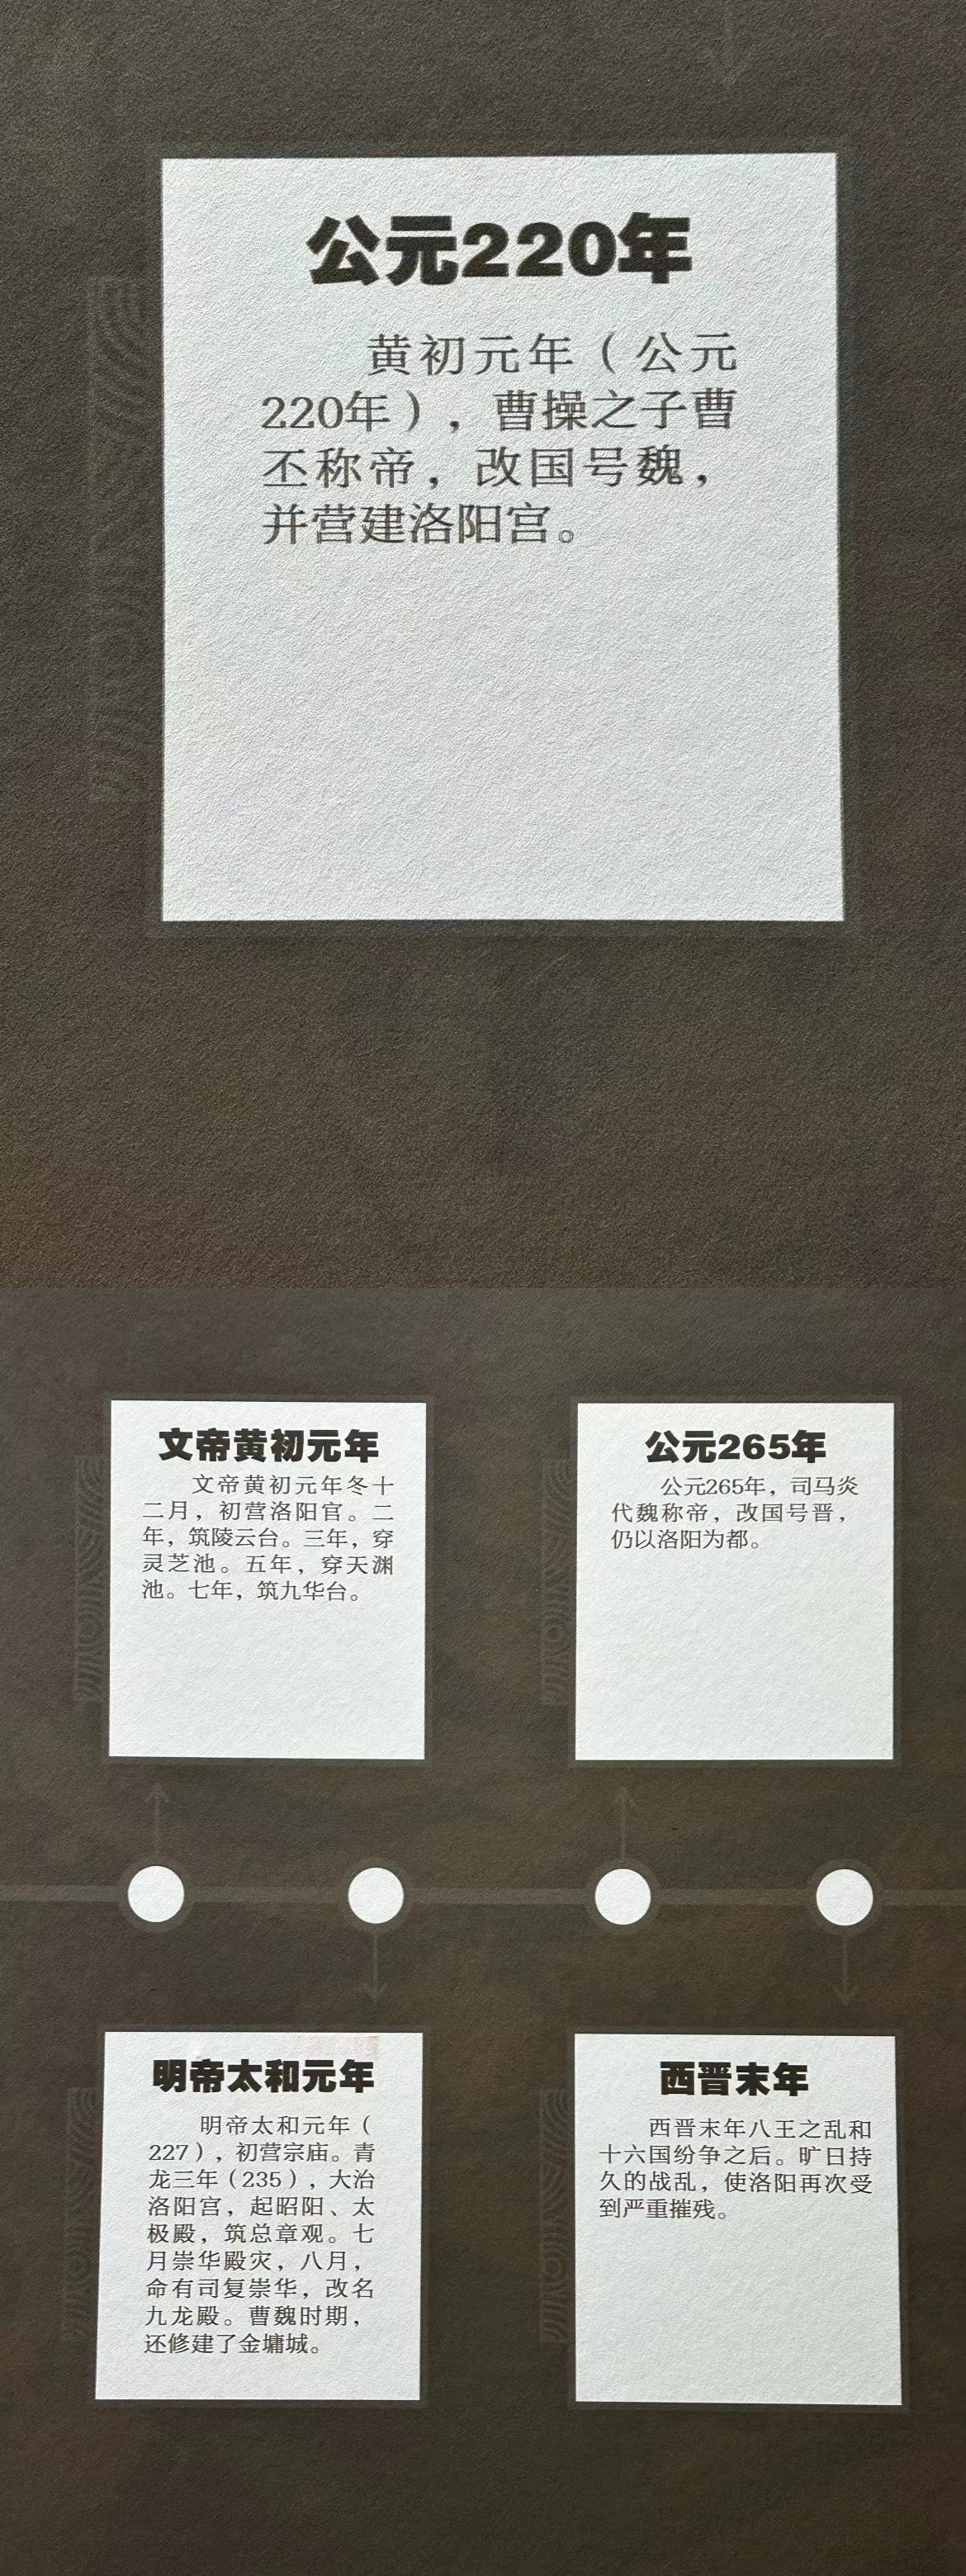 公元220年
黄初元年（公元
220年），曹操之子曹
丕称帝，改国号魏，
并营建洛阳宫。
文帝黄初元年
文帝黄初元年冬十
二月，初营洛阳官。二
年，筑陵云台。三年，穿
灵芝池。五年，穿天渊
池。七年，筑九华台。
公元265年
公元265年，司马炎
代魏称帝，改国号晋，
仍以洛阳为都。
明帝太和元年
明帝太和元年（
227），初营宗庙。青
龙三年（235），大治
洛阳宫，起昭阳、太
极殿，筑总章观。七
月崇华殿灾，八月，
命有司复崇华，改名
九龙殿。曹魏时期，
还修建了金墉城。
西晋末年
西晋末年八王之乱和
十六国纷争之后。旷日持
久的战乱，使洛阳再次受
到严重摧残。